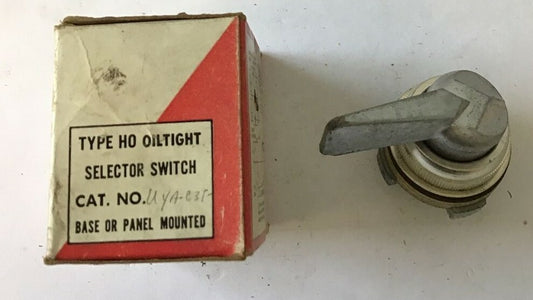 TYPE HO OILTIGHT
SELECTOR SWITCH
CAT. NO.
BASE OR PANEL MOUNTED